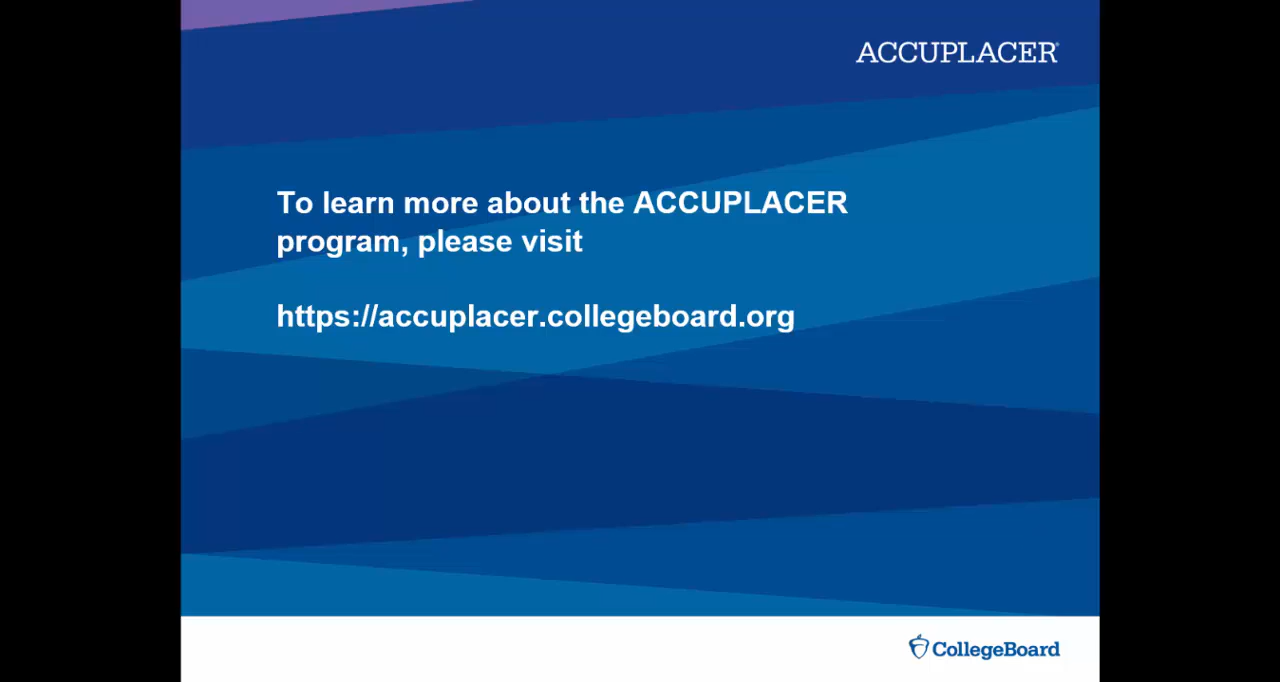 ACCUPLACER®
To learn more about the ACCUPLACER
program, please visit
https://accuplacer.collegeboard.org
CollegeBoard